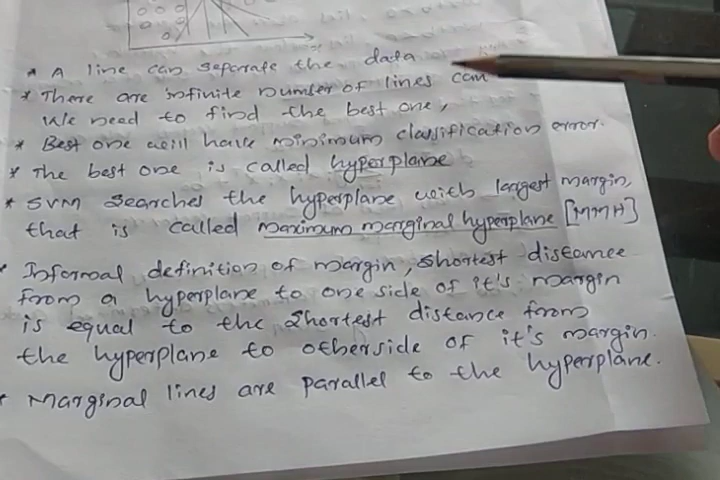 * A line can separate the data
* There are infinite number of lines can
we need to find the best one,
* Best one will have minimum classification error.
* The best one is called hyperplane
* SVM searches the hyperplane with largest margin,
that is called maximum marginal hyperplane [MMH]
* Informal definition of margin, shortest distance
from a hyperplane to one side of it's margin
is equal to the shortest distance from
the hyperplane to otherside of it's margin.
* Marginal lines are parallel to the hyperplane.